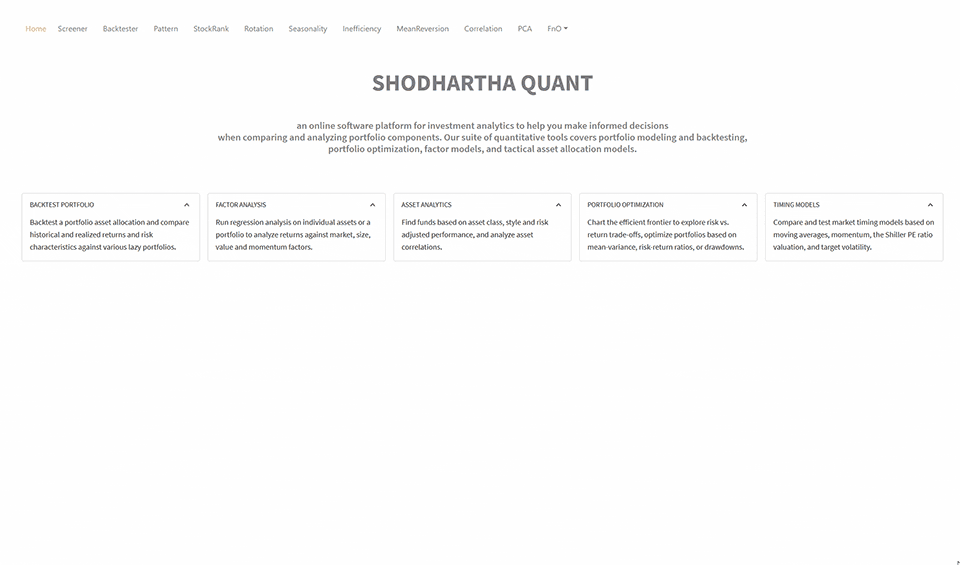 Home Screener Backtester Pattern StockRank Rotation Seasonality Inefficiency MeanReversion Correlation PCA FnO
SHODHARTHA QUANT
an online software platform for investment analytics to help you make informed decisions
when comparing and analyzing portfolio components. Our suite of quantitative tools covers portfolio modeling and backtesting,
portfolio optimization, factor models, and tactical asset allocation models.
BACKTEST PORTFOLIO
Backtest a portfolio asset allocation and compare
historical and realized returns and risk
characteristics against various lazy portfolios.
FACTOR ANALYSIS
Run regression analysis on individual assets or a
portfolio to analyze returns against market, size,
value and momentum factors.
ASSET ANALYTICS
Find funds based on asset class, style and risk
adjusted performance, and analyze asset
correlations.
PORTFOLIO OPTIMIZATION
Chart the efficient frontier to explore risk vs.
return trade-offs, optimize portfolios based on
mean-variance, risk-return ratios, or drawdowns.
TIMING MODELS
Compare and test market timing models based on
moving averages, momentum, the Shiller PE ratio
valuation, and target volatility.